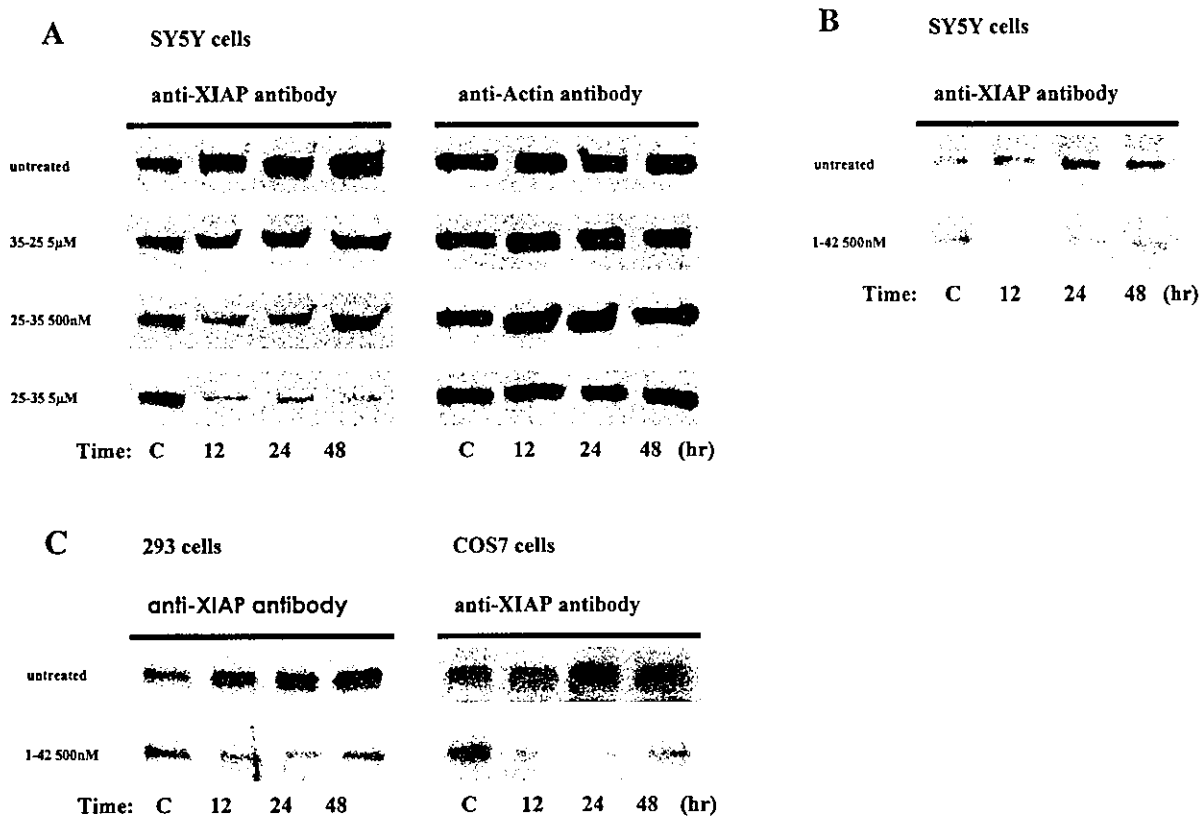 A
SY5Y cells
anti-XIAP antibody
anti-Actin antibody
untreated
35-25 5µM
25-35 500nM
25-35 5µM
Time: C 12 24 48 C 12 24 48 (hr)
B
SY5Y cells
anti-XIAP antibody
untreated
1-42 500nM
Time: C 12 24 48 (hr)
C
293 cells
COS7 cells
anti-XIAP antibody
anti-XIAP antibody
untreated
1-42 500nM
Time: C 12 24 48 C 12 24 48 (hr)